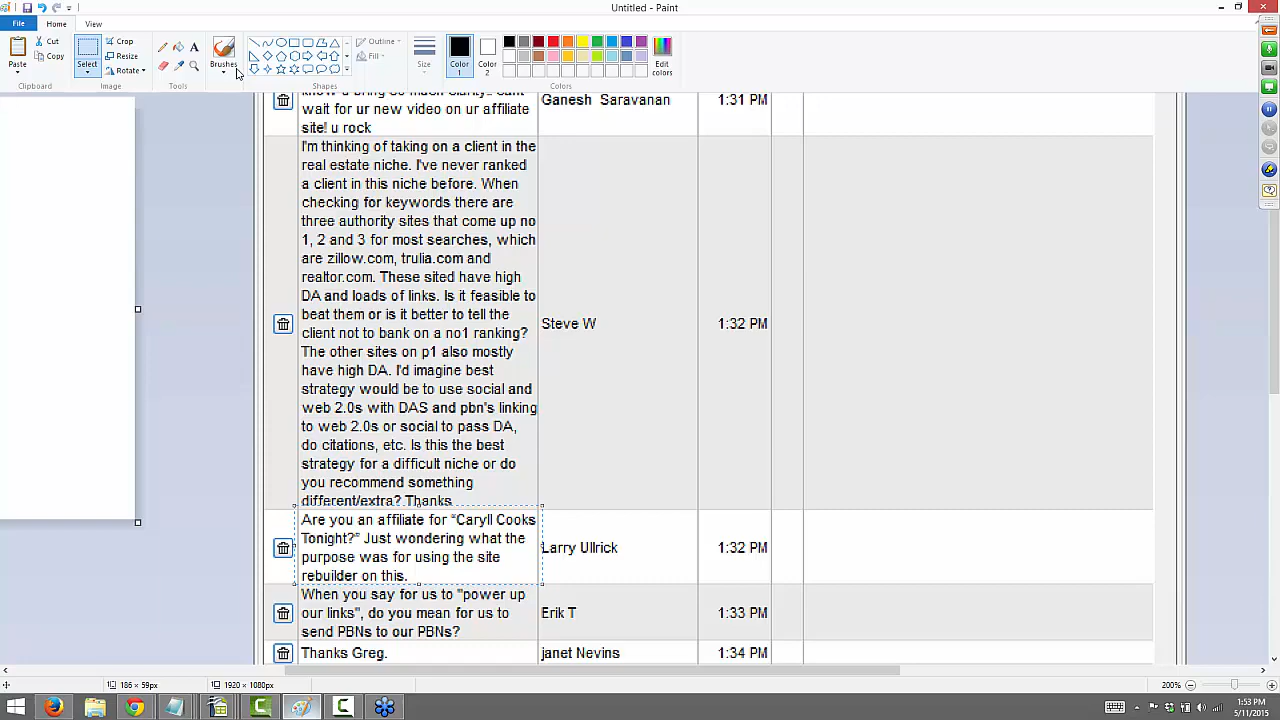 Untitled - Paint
File
Home
View
Paste
Cut
Copy
Clipboard
Select
Crop
Resize
Rotate
Image
A
Tools
Brushes
Outline
Fill
Shapes
Size
Color 1
Color 2
Edit colors
Colors
wait for ur new video on ur affiliate
site! u rock
Ganesh Saravanan
1:31 PM
I'm thinking of taking on a client in the
real estate niche. I've never ranked
a client in this niche before. When
checking for keywords there are
three authority sites that come up no
1, 2 and 3 for most searches, which
are zillow.com, trulia.com and
realtor.com. These sited have high
DA and loads of links. Is it feasible to
beat them or is it better to tell the
client not to bank on a no1 ranking?
The other sites on p1 also mostly
have high DA. I'd imagine best
strategy would be to use social and
web 2.0s with DAS and pbn's linking
to web 2.0s or social to pass DA,
do citations, etc. Is this the best
strategy for a difficult niche or do
you recommend something
different/extra? Thanks
Steve W
1:32 PM
Are you an affiliate for "Caryll Cooks
Tonight?" Just wondering what the
purpose was for using the site
rebuilder on this.
Larry Ullrick
1:32 PM
When you say for us to "power up
our links", do you mean for us to
send PBNs to our PBNs?
Erik T
1:33 PM
Thanks Greg.
janet Nevins
1:34 PM
186 × 59px
1920 × 1080px
200%
1:53 PM
5/11/2015